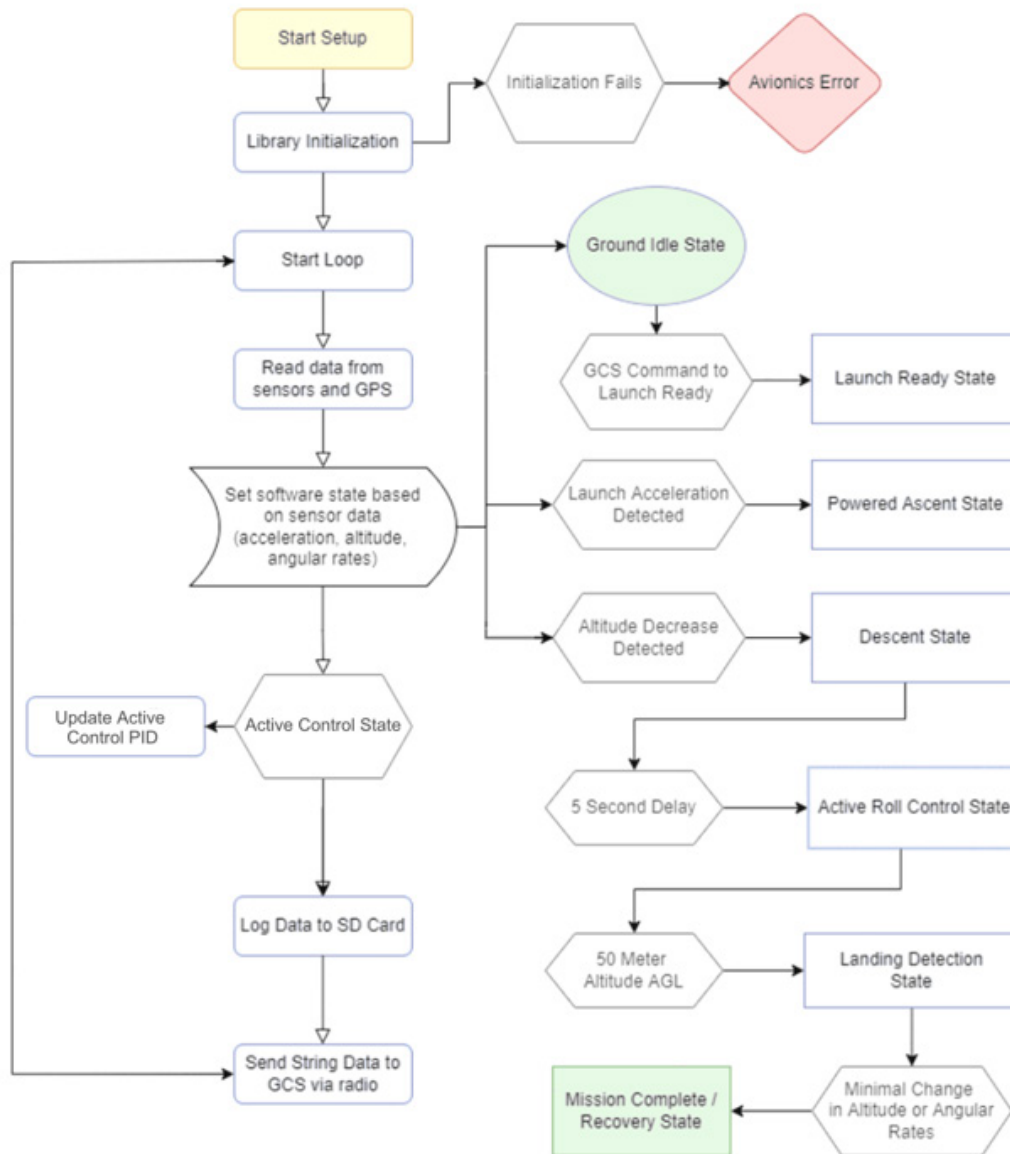 Start Setup
Initialization Fails
Avionics Error
Library Initialization
Start Loop
Ground Idle State
Read data from
sensors and GPS
GCS Command to
Launch Ready
Launch Ready State
Set software state based
on sensor data
(acceleration, altitude,
angular rates)
Launch Acceleration
Detected
Powered Ascent State
Altitude Decrease
Detected
Descent State
Update Active
Control PID
Active Control State
5 Second Delay
Active Roll Control State
Log Data to SD Card
50 Meter
Altitude AGL
Landing Detection
State
Send String Data to
GCS via radio
Mission Complete /
Recovery State
Minimal Change
in Altitude or Angular
Rates